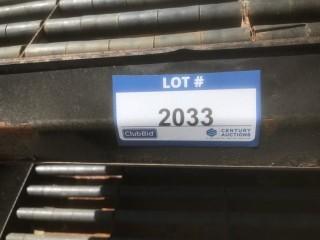 LOT #
2033
ClubBid
CENTURY
AUCTIONS